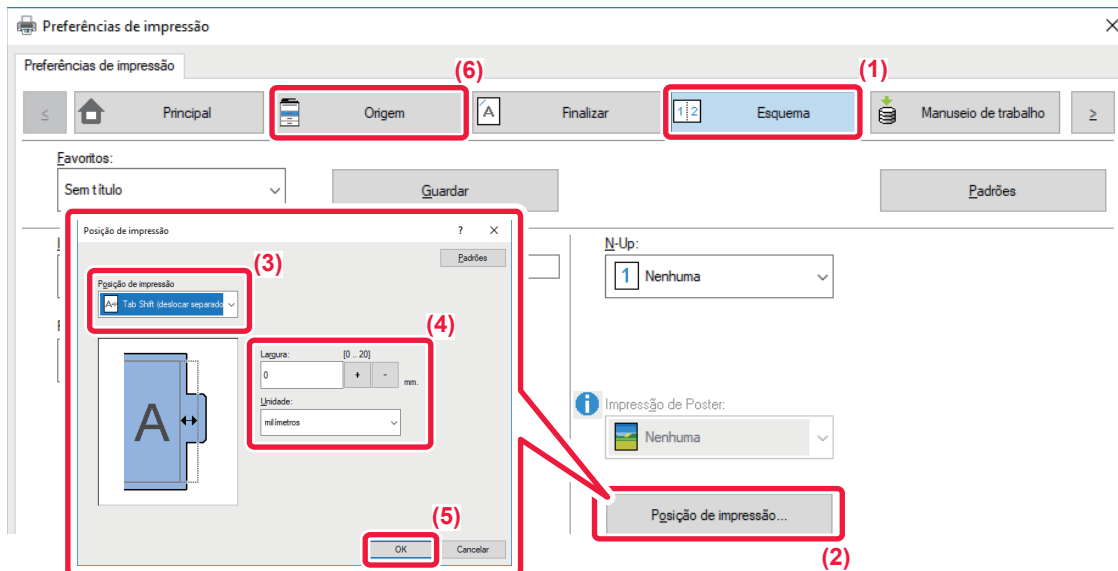 Preferências de impressão
Preferências de impressão
(6)
(1)
< Principal Origem Finalizar Esquema Manuseio de trabalho >
Favoritos:
Sem título Guardar Padrões
Posição de impressão ? ×
Padrões
(3)
Posição de impressão
Tab Shift (deslocar separado
(4)
Largura: [0 .. 20]
0 + - mm.
Unidade:
milímetros
A
(5)
OK Cancelar
N-Up:
1 Nenhuma
Impressão de Poster:
Nenhuma
Posição de impressão...
(2)